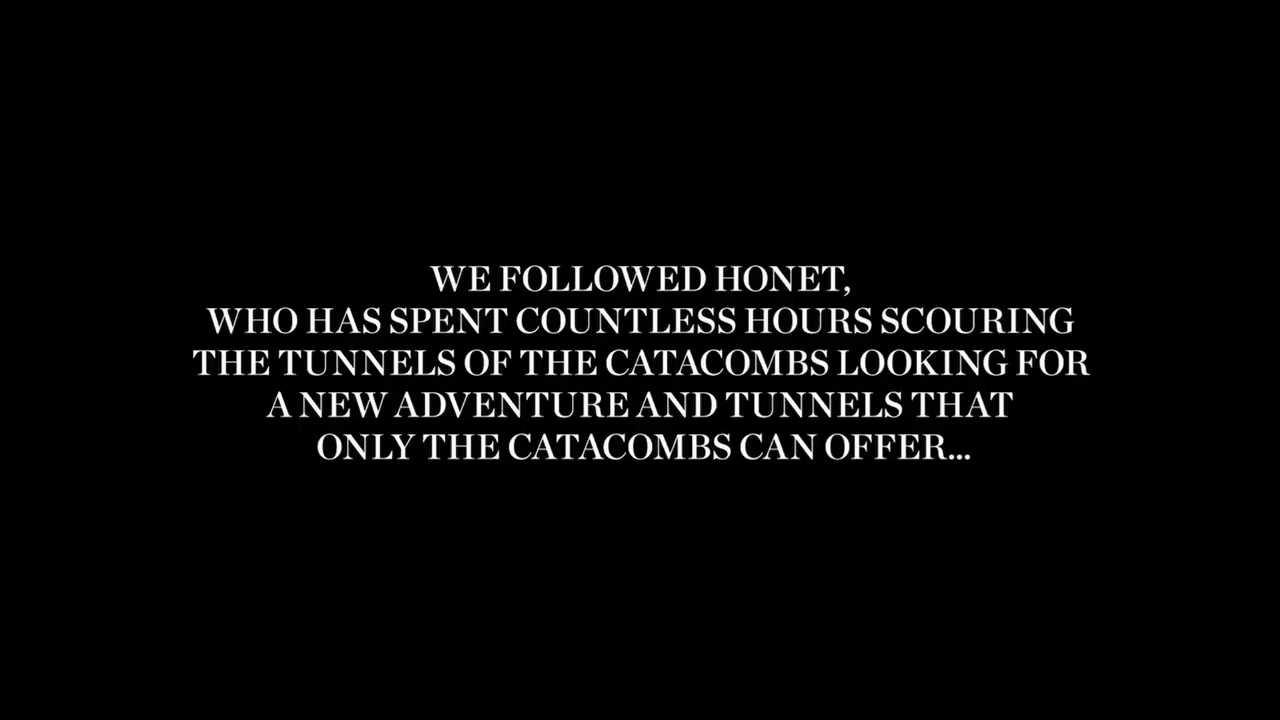 WE FOLLOWED HONET,
WHO HAS SPENT COUNTLESS HOURS SCOURING
THE TUNNELS OF THE CATACOMBS LOOKING FOR
A NEW ADVENTURE AND TUNNELS THAT
ONLY THE CATACOMBS CAN OFFER...